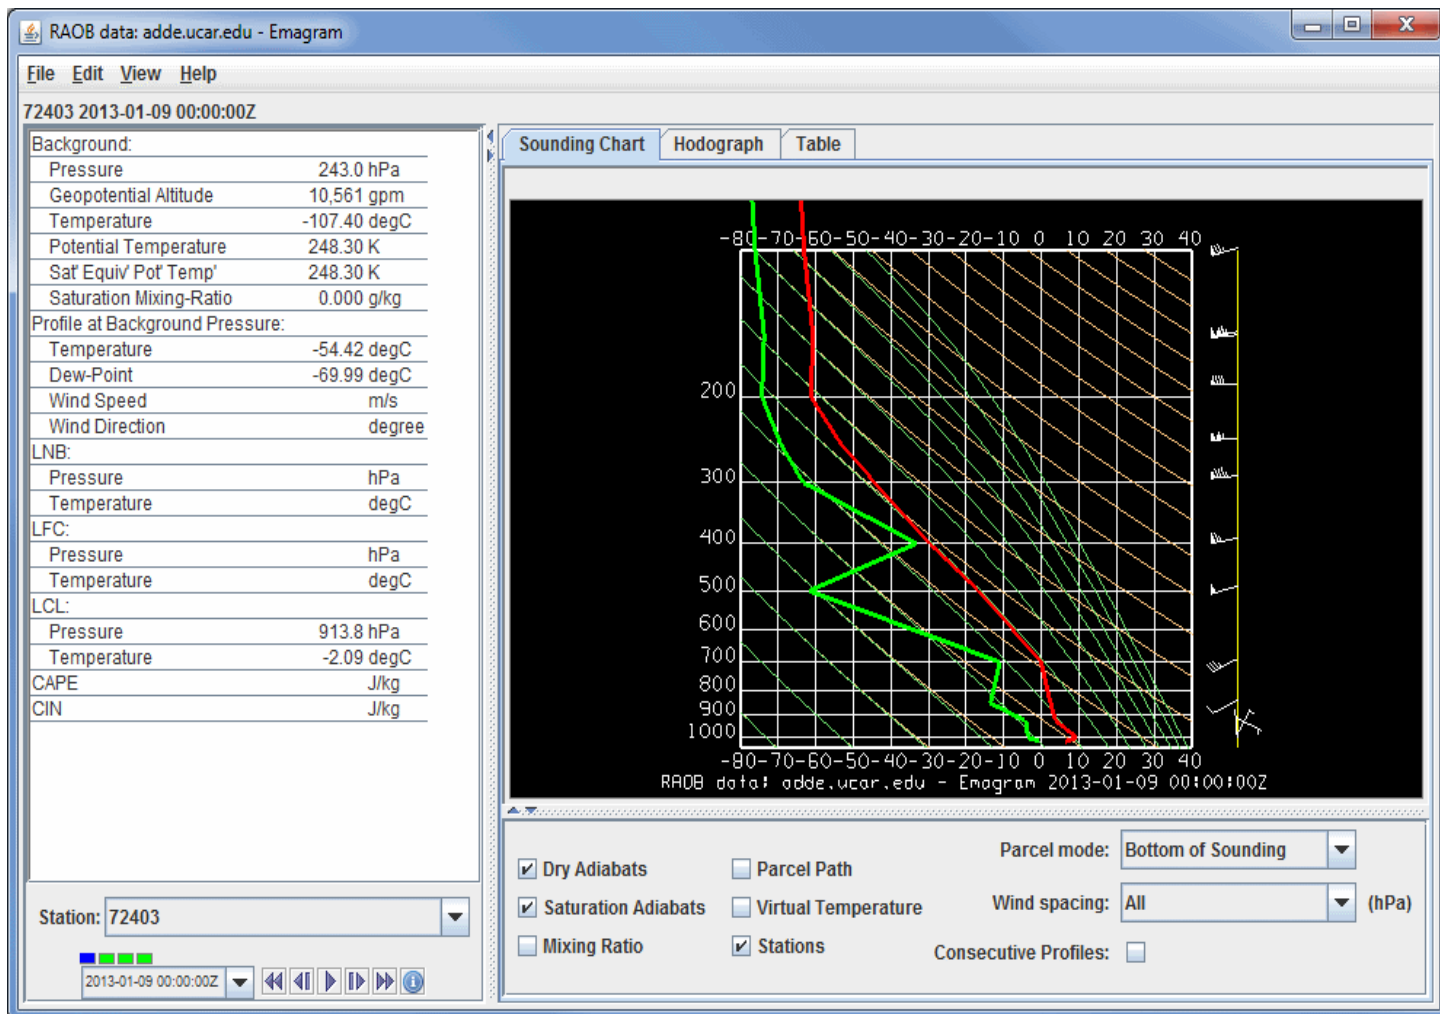 RAOB data: adde.ucar.edu - Emagram
File Edit View Help
72403 2013-01-09 00:00:00Z
Background:
Pressure 243.0 hPa
Geopotential Altitude 10,561 gpm
Temperature -107.40 degC
Potential Temperature 248.30 K
Sat' Equiv' Pot' Temp' 248.30 K
Saturation Mixing-Ratio 0.000 g/kg
Profile at Background Pressure:
Temperature -54.42 degC
Dew-Point -69.99 degC
Wind Speed m/s
Wind Direction degree
LNB:
Pressure hPa
Temperature degC
LFC:
Pressure hPa
Temperature degC
LCL:
Pressure 913.8 hPa
Temperature -2.09 degC
CAPE J/kg
CIN J/kg
Station: 72403
2013-01-09 00:00:00Z
Sounding Chart Hodograph Table
-80-70-60-50-40-30-20-10 0 10 20 30 40
200
300
400
500
600
700
800
900
1000
-80-70-60-50-40-30-20-10 0 10 20 30 40
RAOB data: adde.ucar.edu - Emagram 2013-01-09 00:00:00Z
Dry Adiabats Parcel Path Parcel mode: Bottom of Sounding
Saturation Adiabats Virtual Temperature Wind spacing: All (hPa)
Mixing Ratio Stations Consecutive Profiles: